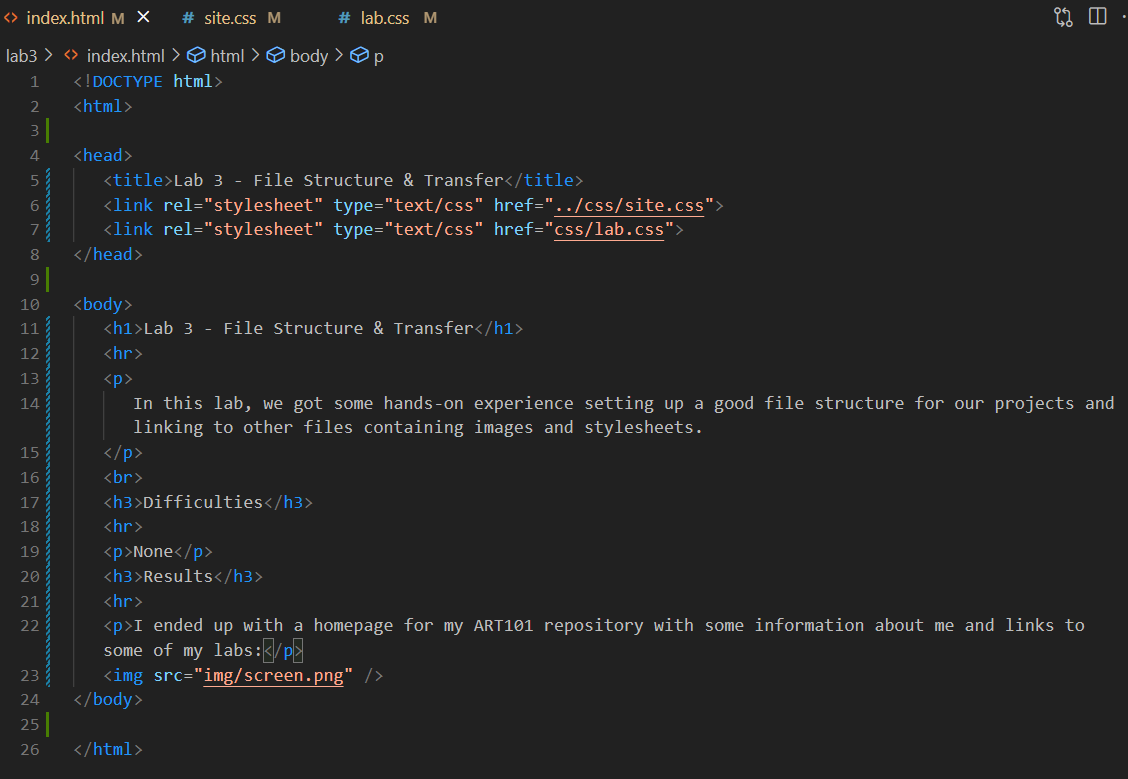 index.html M
# site.css M
# lab.css M
lab3 > index.html > html > body > p
1 <!DOCTYPE html>
2 <html>
3
4 <head>
5 <title>Lab 3 - File Structure & Transfer</title>
6 <link rel="stylesheet" type="text/css" href="../css/site.css">
7 <link rel="stylesheet" type="text/css" href="css/lab.css">
8 </head>
9
10 <body>
11 <h1>Lab 3 - File Structure & Transfer</h1>
12 <hr>
13 <p>
14 In this lab, we got some hands-on experience setting up a good file structure for our projects and
linking to other files containing images and stylesheets.
15 </p>
16 <br>
17 <h3>Difficulties</h3>
18 <hr>
19 <p>None</p>
20 <h3>Results</h3>
21 <hr>
22 <p>I ended up with a homepage for my ART101 repository with some information about me and links to
some of my labs:</p>
23 <img src="img/screen.png" />
24 </body>
25
26 </html>